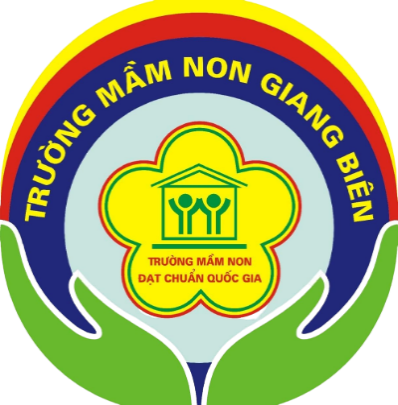 TRƯỜNG MẦM NON GIANG BIÊN
TRƯỜNG MẦM NON
ĐẠT CHUẨN QUỐC GIA